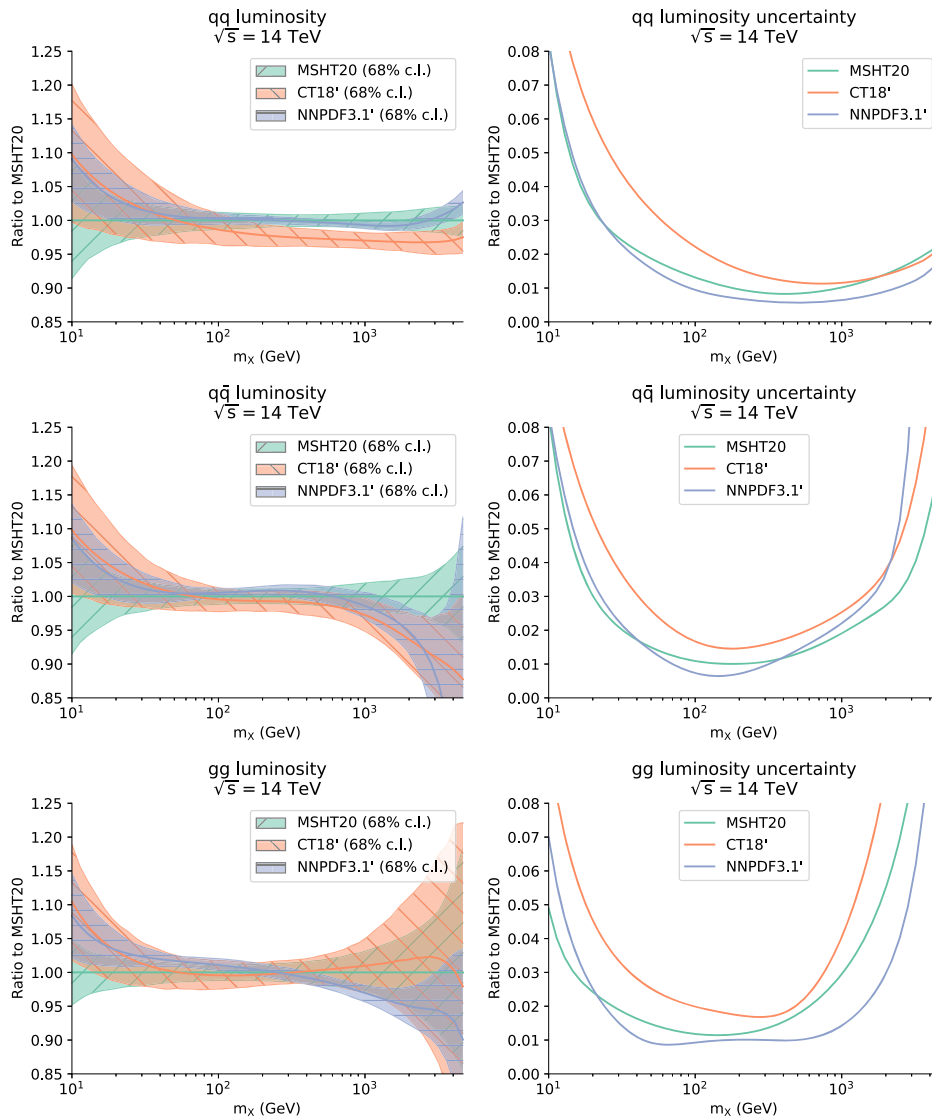 qq luminosity
√s = 14 TeV
Ratio to MSHT20
1.25
1.20
1.15
1.10
1.05
1.00
0.95
0.90
0.85
MSHT20 (68% c.l.)
CT18' (68% c.l.)
NNPDF3.1' (68% c.l.)
10¹ 10² 10³
m_X (GeV)
qq luminosity uncertainty
√s = 14 TeV
Ratio to MSHT20
0.08
0.07
0.06
0.05
0.04
0.03
0.02
0.01
0.00
MSHT20
CT18'
NNPDF3.1'
10¹ 10² 10³
m_X (GeV)
qq̄ luminosity
√s = 14 TeV
Ratio to MSHT20
1.25
1.20
1.15
1.10
1.05
1.00
0.95
0.90
0.85
MSHT20 (68% c.l.)
CT18' (68% c.l.)
NNPDF3.1' (68% c.l.)
10¹ 10² 10³
m_X (GeV)
qq̄ luminosity uncertainty
√s = 14 TeV
Ratio to MSHT20
0.08
0.07
0.06
0.05
0.04
0.03
0.02
0.01
0.00
MSHT20
CT18'
NNPDF3.1'
10¹ 10² 10³
m_X (GeV)
gg luminosity
√s = 14 TeV
Ratio to MSHT20
1.25
1.20
1.15
1.10
1.05
1.00
0.95
0.90
0.85
MSHT20 (68% c.l.)
CT18' (68% c.l.)
NNPDF3.1' (68% c.l.)
10¹ 10² 10³
m_X (GeV)
gg luminosity uncertainty
√s = 14 TeV
Ratio to MSHT20
0.08
0.07
0.06
0.05
0.04
0.03
0.02
0.01
0.00
MSHT20
CT18'
NNPDF3.1'
10¹ 10² 10³
m_X (GeV)